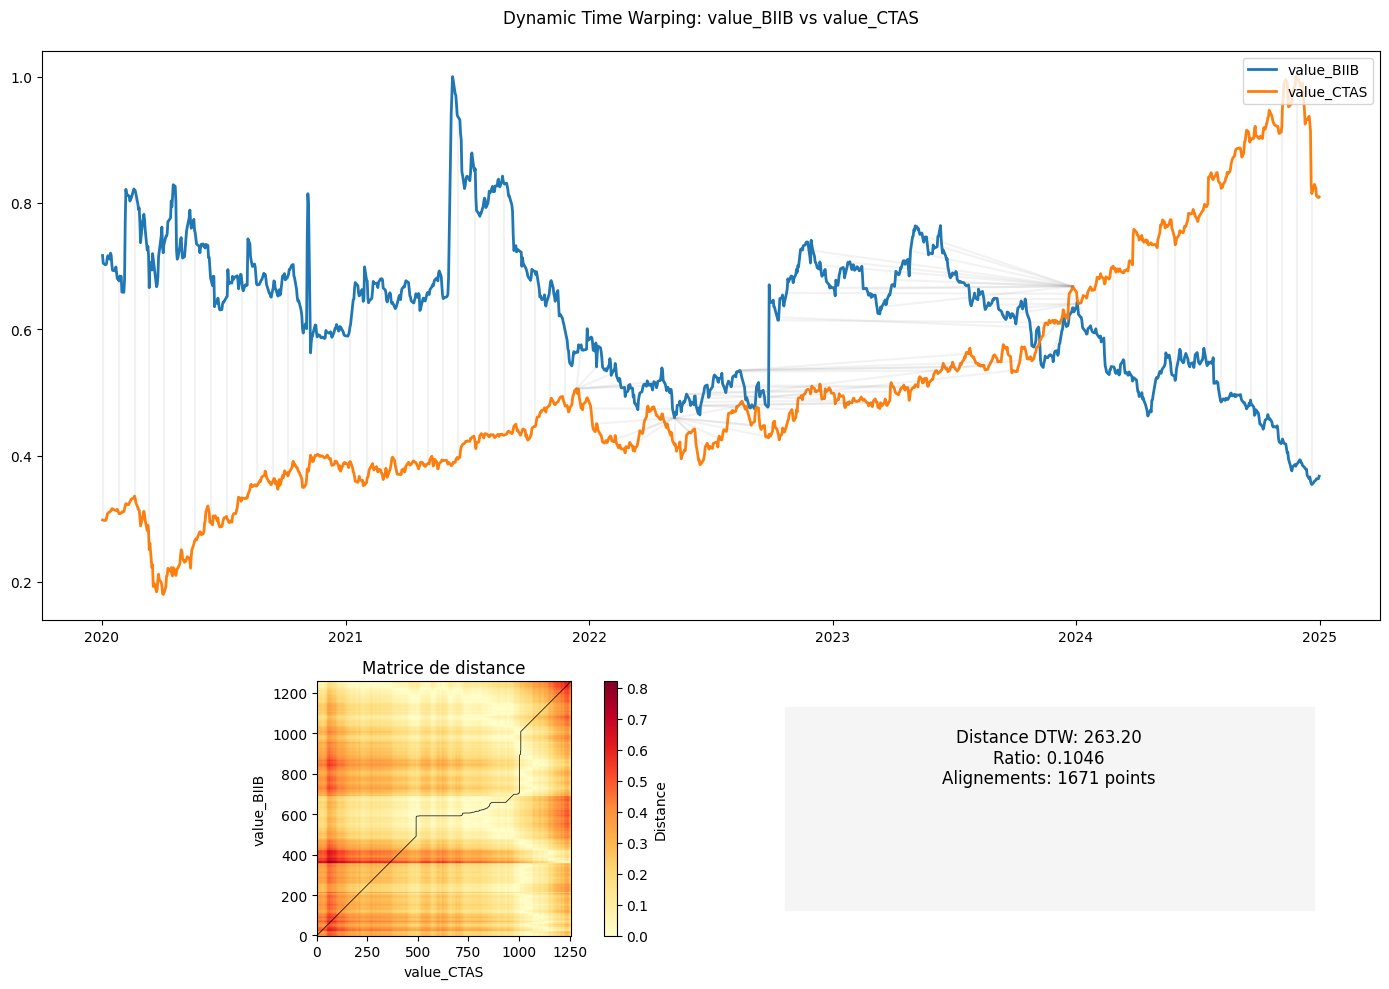 Dynamic Time Warping: value_BIIB vs value_CTAS
value_BIIB
value_CTAS
1.0
0.8
0.6
0.4
0.2
2020 2021 2022 2023 2024 2025
Matrice de distance
value_BIIB
1200
1000
800
600
400
200
0
0 250 500 750 1000 1250
value_CTAS
0.8
0.7
0.6
0.5
0.4
0.3
0.2
0.1
0.0
Distance
Distance DTW: 263.20
Ratio: 0.1046
Alignements: 1671 points